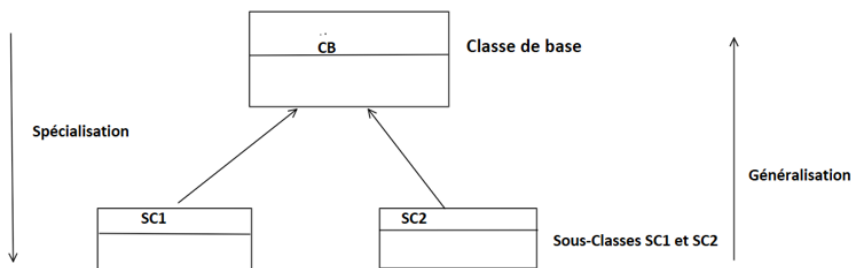 CB
Classe de base
Spécialisation
Généralisation
SC1
SC2
Sous-Classes SC1 et SC2